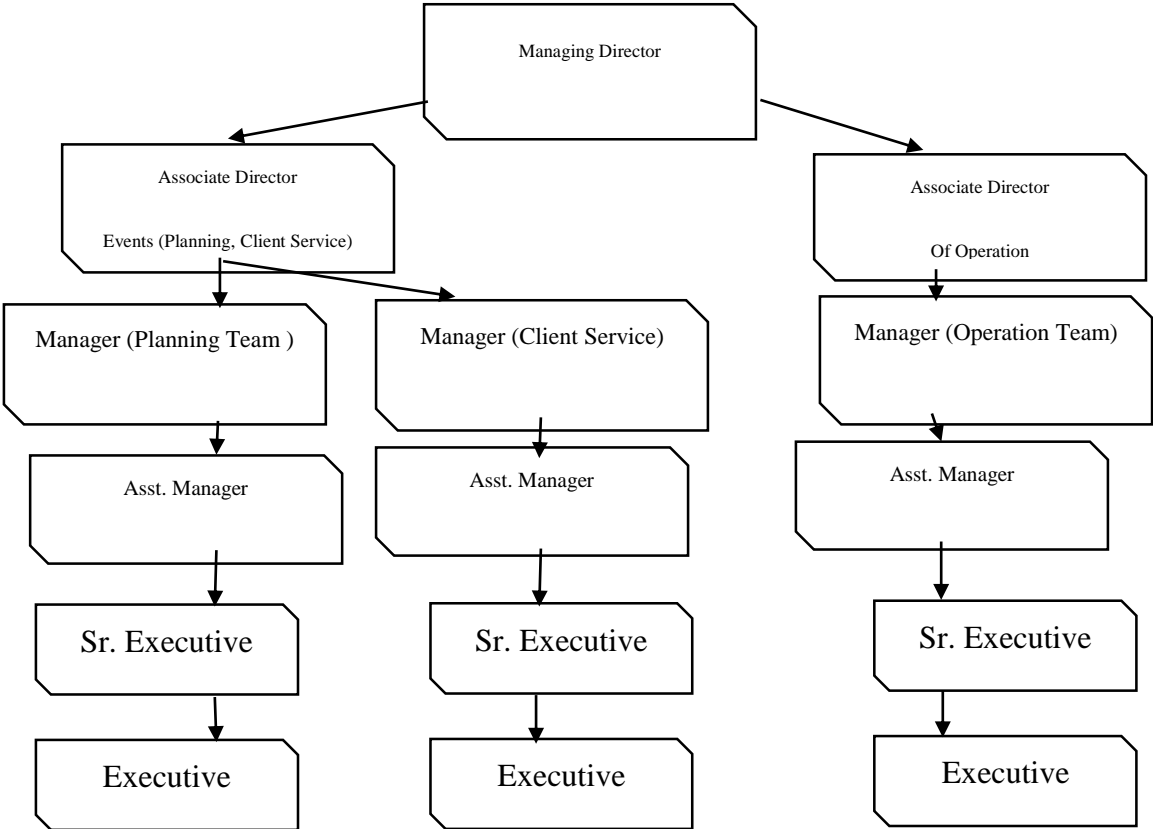 Managing Director
Associate Director
Events (Planning, Client Service)
Associate Director
Of Operation
Manager (Planning Team )
Manager (Client Service)
Manager (Operation Team)
Asst. Manager
Asst. Manager
Asst. Manager
Sr. Executive
Sr. Executive
Sr. Executive
Executive
Executive
Executive